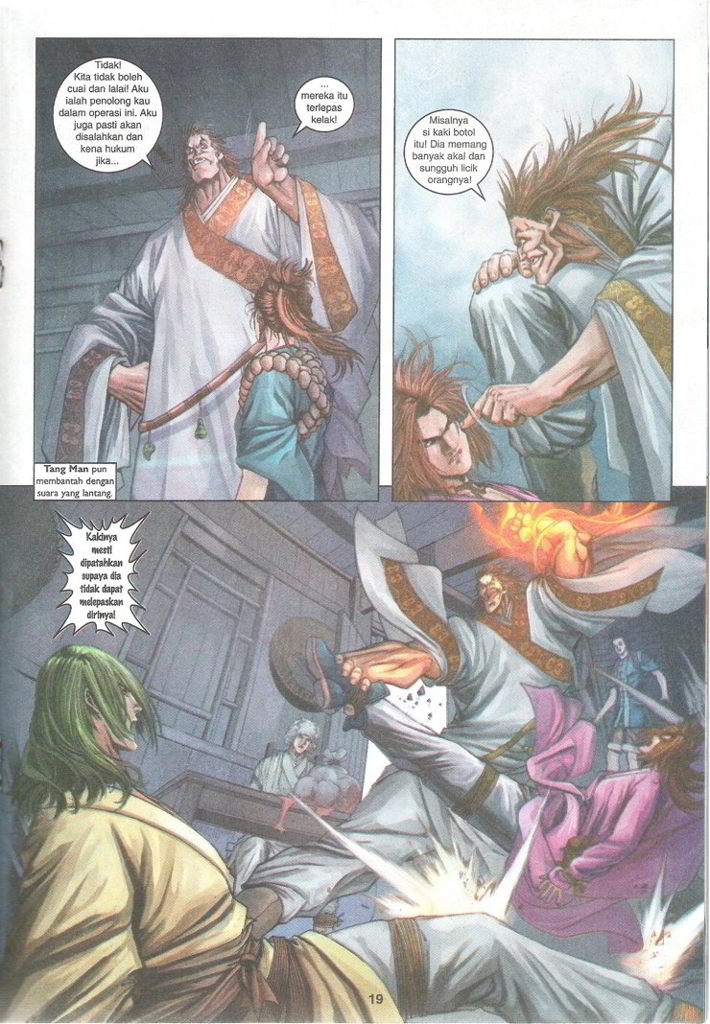 Tidak!
Kita tidak boleh
cuai dan lalai! Aku
ialah penolong kau
dalam operasi ini. Aku
juga pasti akan
disalahkan dan
kena hukum
jika...
...
mereka itu
terlepas
kelak!
Tang Man pun
membantah dengan
suara yang lantang.
Misalnya
si kaki botol
itu! Dia memang
banyak akal dan
sungguh licik
orangnya!
Kakinya
mesti
dipatahkan
supaya dia
tidak dapat
melepaskan
dirinya!
19